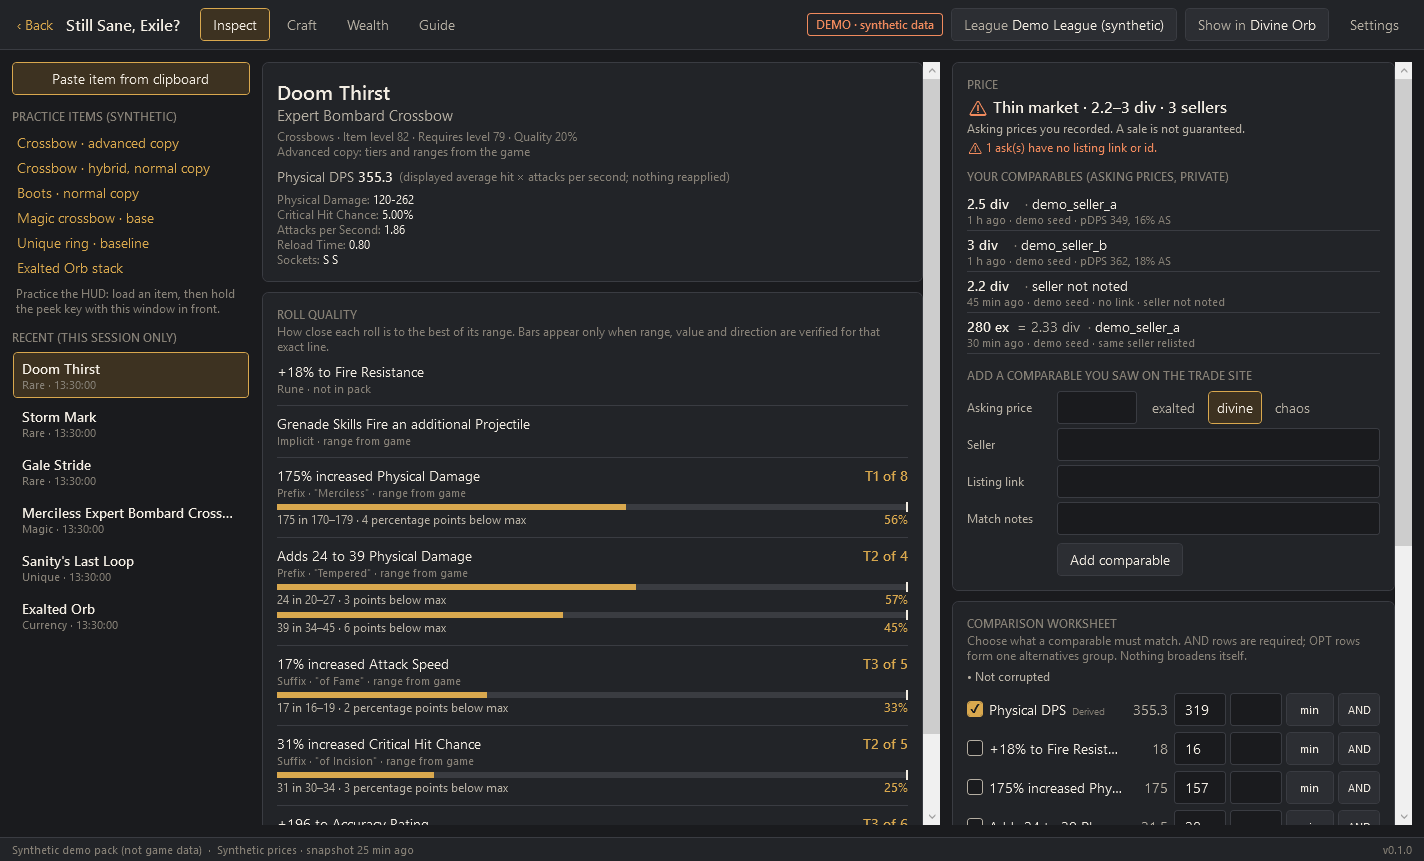 ‹ Back
Still Sane, Exile?
Inspect
Craft
Wealth
Guide
DEMO · synthetic data
League Demo League (synthetic)
Show in Divine Orb
Settings
Paste item from clipboard
PRACTICE ITEMS (SYNTHETIC)
Crossbow · advanced copy
Crossbow · hybrid, normal copy
Boots · normal copy
Magic crossbow · base
Unique ring · baseline
Exalted Orb stack
Practice the HUD: load an item, then hold
the peek key with this window in front.
RECENT (THIS SESSION ONLY)
Doom Thirst
Rare · 13:30:00
Storm Mark
Rare · 13:30:00
Gale Stride
Rare · 13:30:00
Merciless Expert Bombard Cross...
Magic · 13:30:00
Sanity's Last Loop
Unique · 13:30:00
Exalted Orb
Currency · 13:30:00
Doom Thirst
Expert Bombard Crossbow
Crossbows · Item level 82 · Requires level 79 · Quality 20%
Advanced copy: tiers and ranges from the game
Physical DPS 355.3 (displayed average hit × attacks per second; nothing reapplied)
Physical Damage: 120-262
Critical Hit Chance: 5.00%
Attacks per Second: 1.86
Reload Time: 0.80
Sockets: S S
ROLL QUALITY
How close each roll is to the best of its range. Bars appear only when range, value and direction are verified for that
exact line.
+18% to Fire Resistance
Rune · not in pack
Grenade Skills Fire an additional Projectile
Implicit · range from game
175% increased Physical Damage
T1 of 8
Prefix · "Merciless" · range from game
175 in 170–179 · 4 percentage points below max
56%
Adds 24 to 39 Physical Damage
T2 of 4
Prefix · "Tempered" · range from game
24 in 20–27 · 3 points below max
57%
39 in 34–45 · 6 points below max
45%
17% increased Attack Speed
T3 of 5
Suffix · "of Fame" · range from game
17 in 16–19 · 2 percentage points below max
33%
31% increased Critical Hit Chance
T2 of 5
Suffix · "of Incision" · range from game
31 in 30–34 · 3 percentage points below max
25%
+196 to Accuracy Rating
T3 of 6
PRICE
Thin market · 2.2–3 div · 3 sellers
Asking prices you recorded. A sale is not guaranteed.
1 ask(s) have no listing link or id.
YOUR COMPARABLES (ASKING PRICES, PRIVATE)
2.5 div · demo_seller_a
1 h ago · demo seed · pDPS 349, 16% AS
3 div · demo_seller_b
1 h ago · demo seed · pDPS 362, 18% AS
2.2 div · seller not noted
45 min ago · demo seed · no link · seller not noted
280 ex = 2.33 div · demo_seller_a
30 min ago · demo seed · same seller relisted
ADD A COMPARABLE YOU SAW ON THE TRADE SITE
Asking price
exalted
divine
chaos
Seller
Listing link
Match notes
Add comparable
COMPARISON WORKSHEET
Choose what a comparable must match. AND rows are required; OPT rows
form one alternatives group. Nothing broadens itself.
• Not corrupted
Physical DPS Derived 355.3 319 min AND
+18% to Fire Resist... 18 16 min AND
175% increased Phy... 175 157 min AND
Synthetic demo pack (not game data) · Synthetic prices · snapshot 25 min ago
v0.1.0